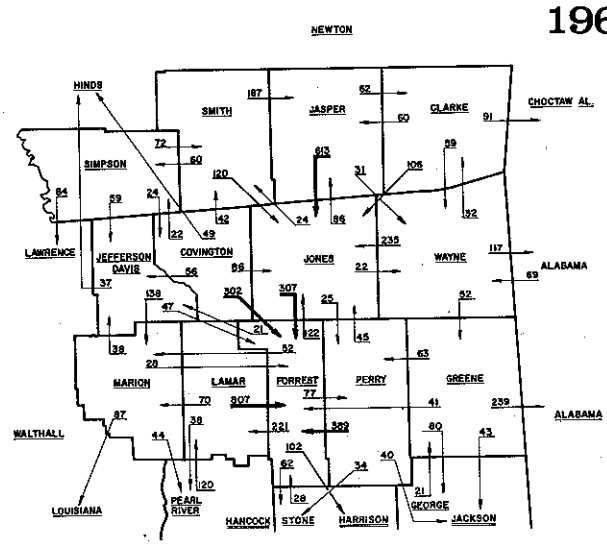 196
NEWTON
HINDS
SMITH
187
JASPER
62
CLARKE
CHOCTAW AL.
60
91
72
SIMPSON
60
613
120
31
106
59
64
59
24
24
86
32
42
22
49
LAWRENCE
JEFFERSON
DAVIS
COVINGTON
JONES
235
WAYNE
117
ALABAMA
56
86
22
69
37
138
302
307
25
52
47
21
122
45
38
52
63
28
MARION
LAMAR
FORREST
PERRY
GREENE
77
70
807
41
239
ALABAMA
87
38
221
389
80
43
WALTHALL
44
102
62
34
40
120
28
21
LOUISIANA
PEARL
RIVER
HANCOCK
STONE
HARRISON
GEORGE
JACKSON